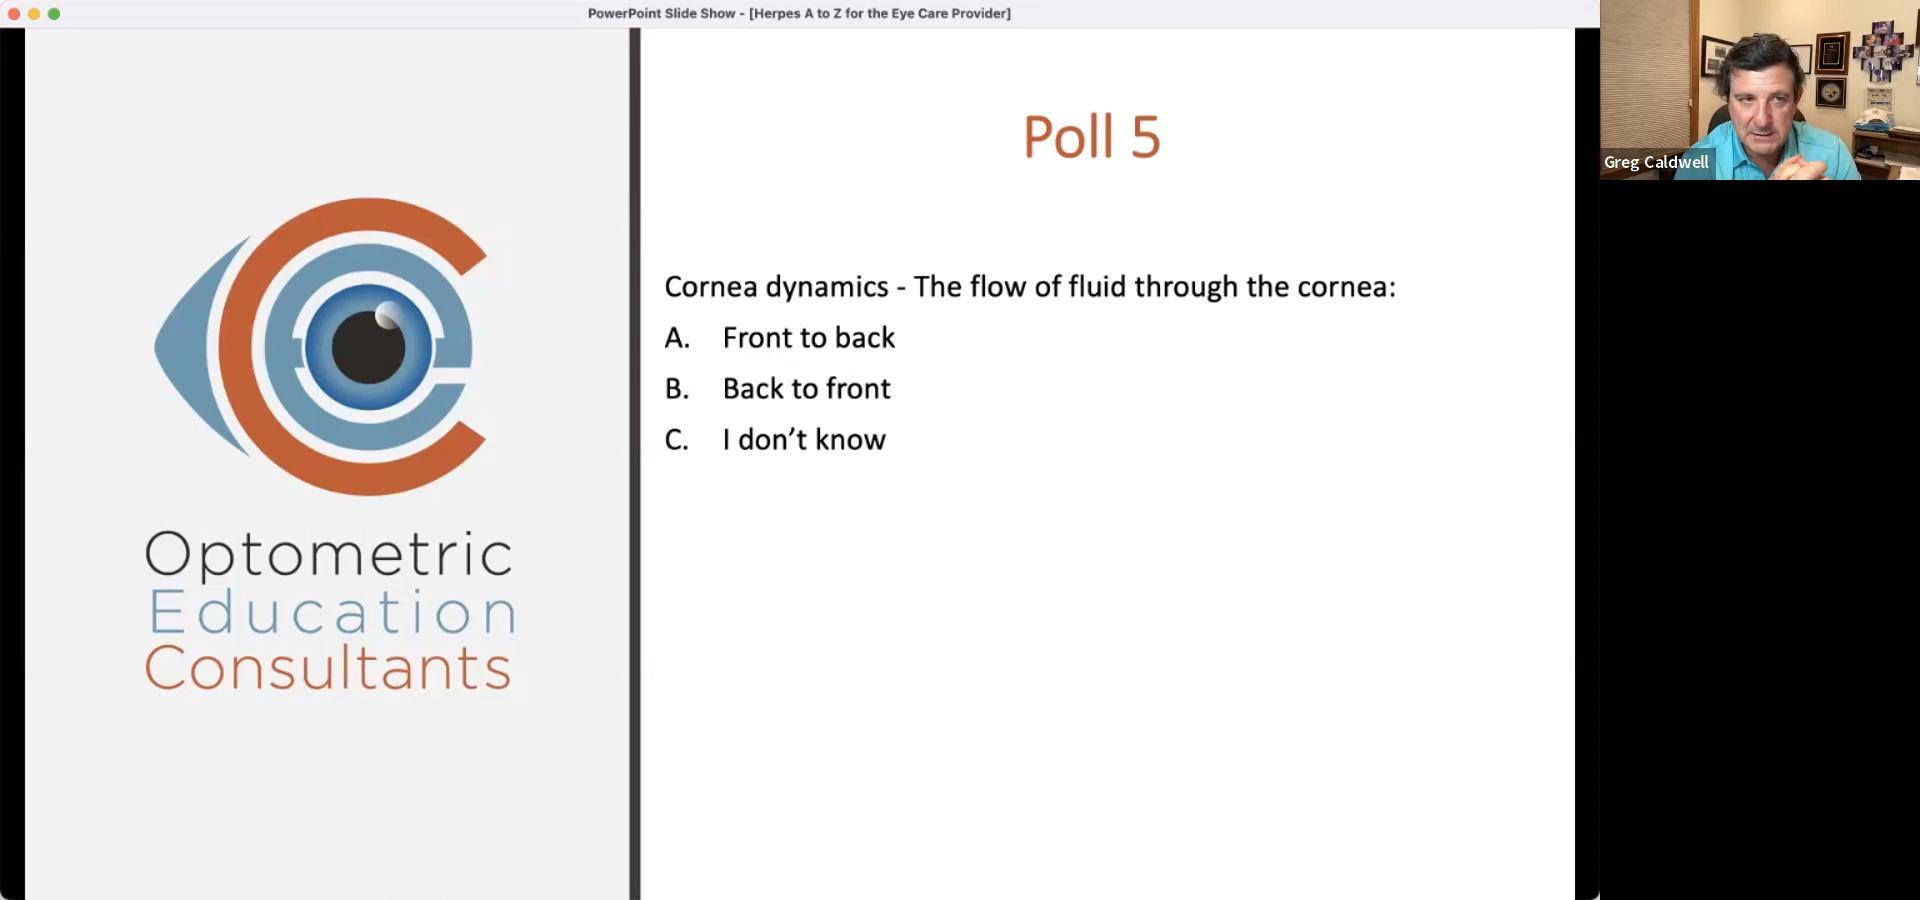 PowerPoint Slide Show - [Herpes A to Z for the Eye Care Provider]
Poll 5
Cornea dynamics - The flow of fluid through the cornea:
A. Front to back
B. Back to front
C. I don’t know
Optometric
Education
Consultants
Greg Caldwell